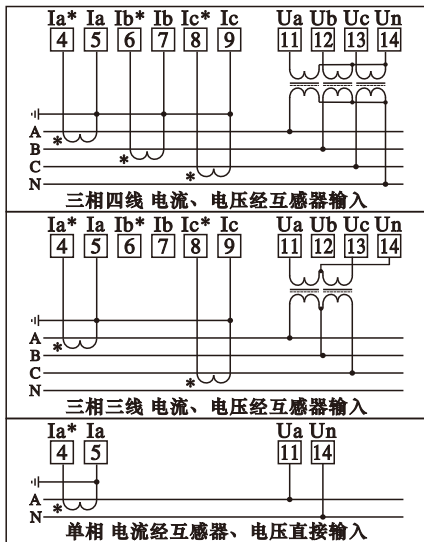 Ia* Ia Ib* Ib Ic* Ic Ua Ub Uc Un
4 5 6 7 8 9 11 12 13 14
A
*
B
*
C
*
N
三相四线 电流、电压经互感器输入
Ia* Ia Ib* Ib Ic* Ic Ua Ub Uc Un
4 5 6 7 8 9 11 12 13 14
A
*
B
C
*
N
三相三线 电流、电压经互感器输入
Ia* Ia Ua Un
4 5 11 14
A
*
N
单相 电流经互感器、电压直接输入